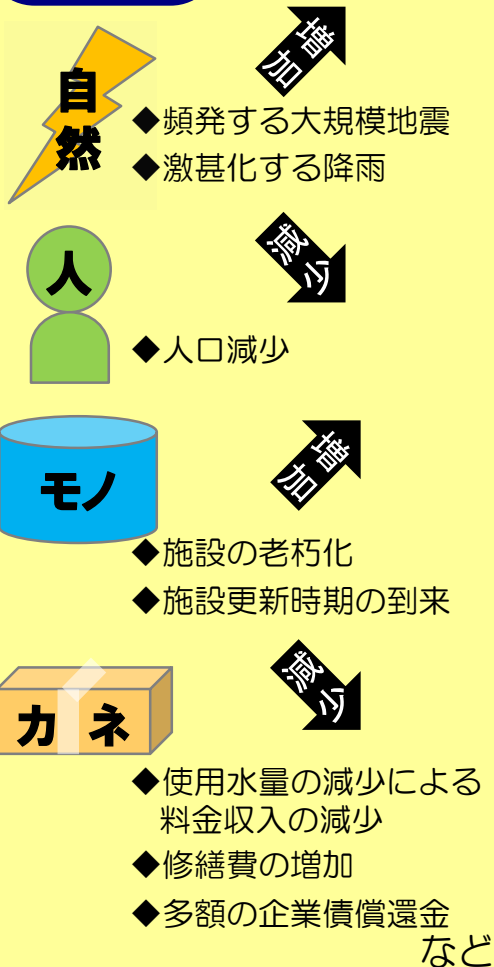 増加
自然
◆頻発する大規模地震
◆激甚化する降雨
減少
人
◆人口減少
増加
モノ
◆施設の老朽化
◆施設更新時期の到来
減少
カネ
◆使用水量の減少による
料金収入の減少
◆修繕費の増加
◆多額の企業債償還金
など